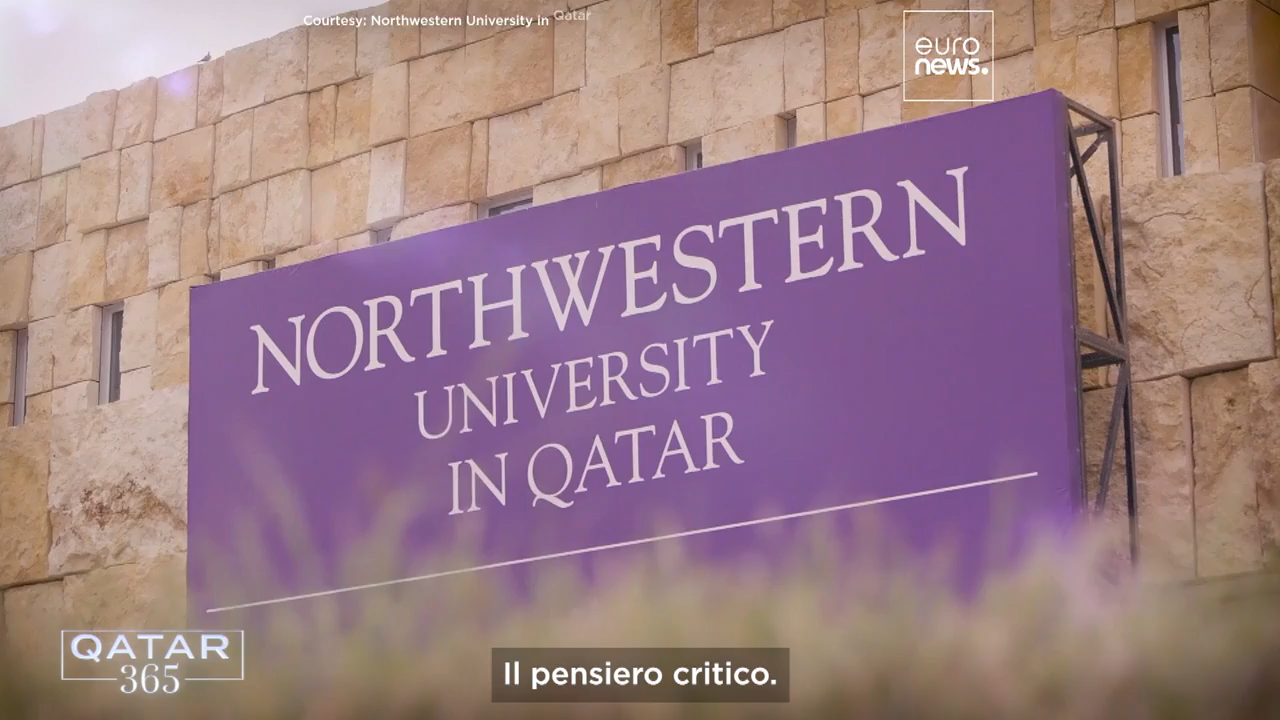 Courtesy: Northwestern University in Qatar
euro
news.
NORTHWESTERN
UNIVERSITY
IN QATAR
QATAR
365
Il pensiero critico.